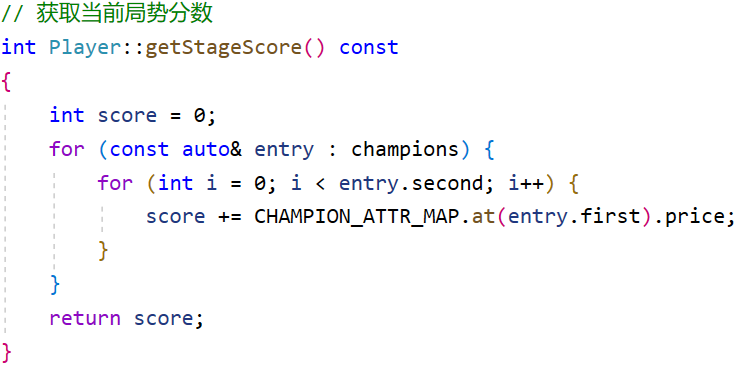 // 获取当前局势分数
int Player::getStageScore() const
{
    int score = 0;
    for (const auto& entry : champions) {
        for (int i = 0; i < entry.second; i++) {
            score += CHAMPION_ATTR_MAP.at(entry.first).price;
        }
    }
    return score;
}